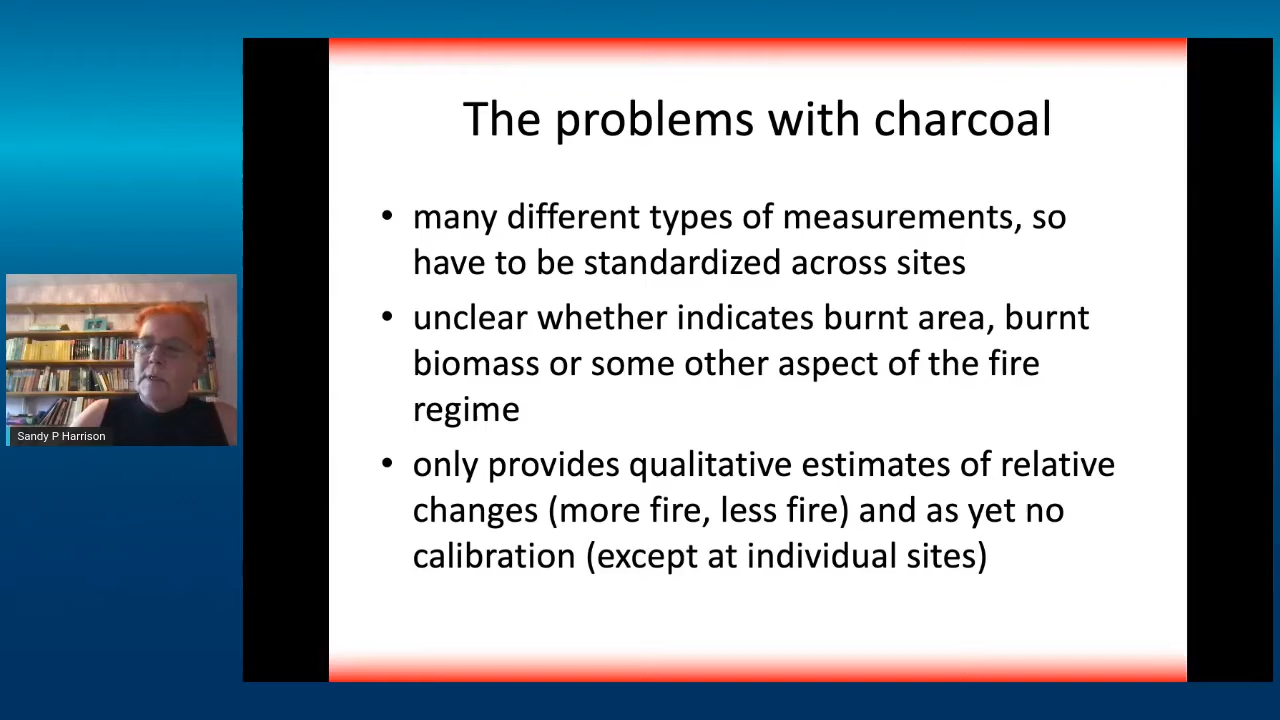 The problems with charcoal
• many different types of measurements, so
have to be standardized across sites
• unclear whether indicates burnt area, burnt
biomass or some other aspect of the fire
regime
• only provides qualitative estimates of relative
changes (more fire, less fire) and as yet no
calibration (except at individual sites)
Sandy P Harrison